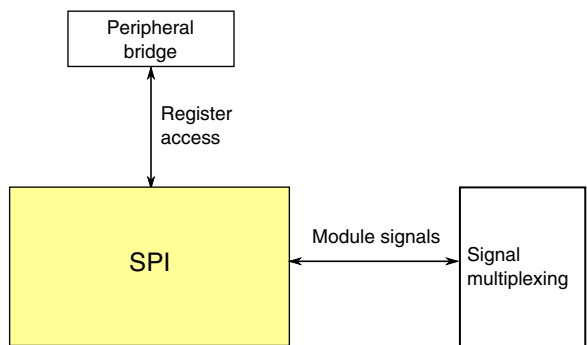 Peripheral
bridge
Register
access
SPI
Module signals
Signal
multiplexing